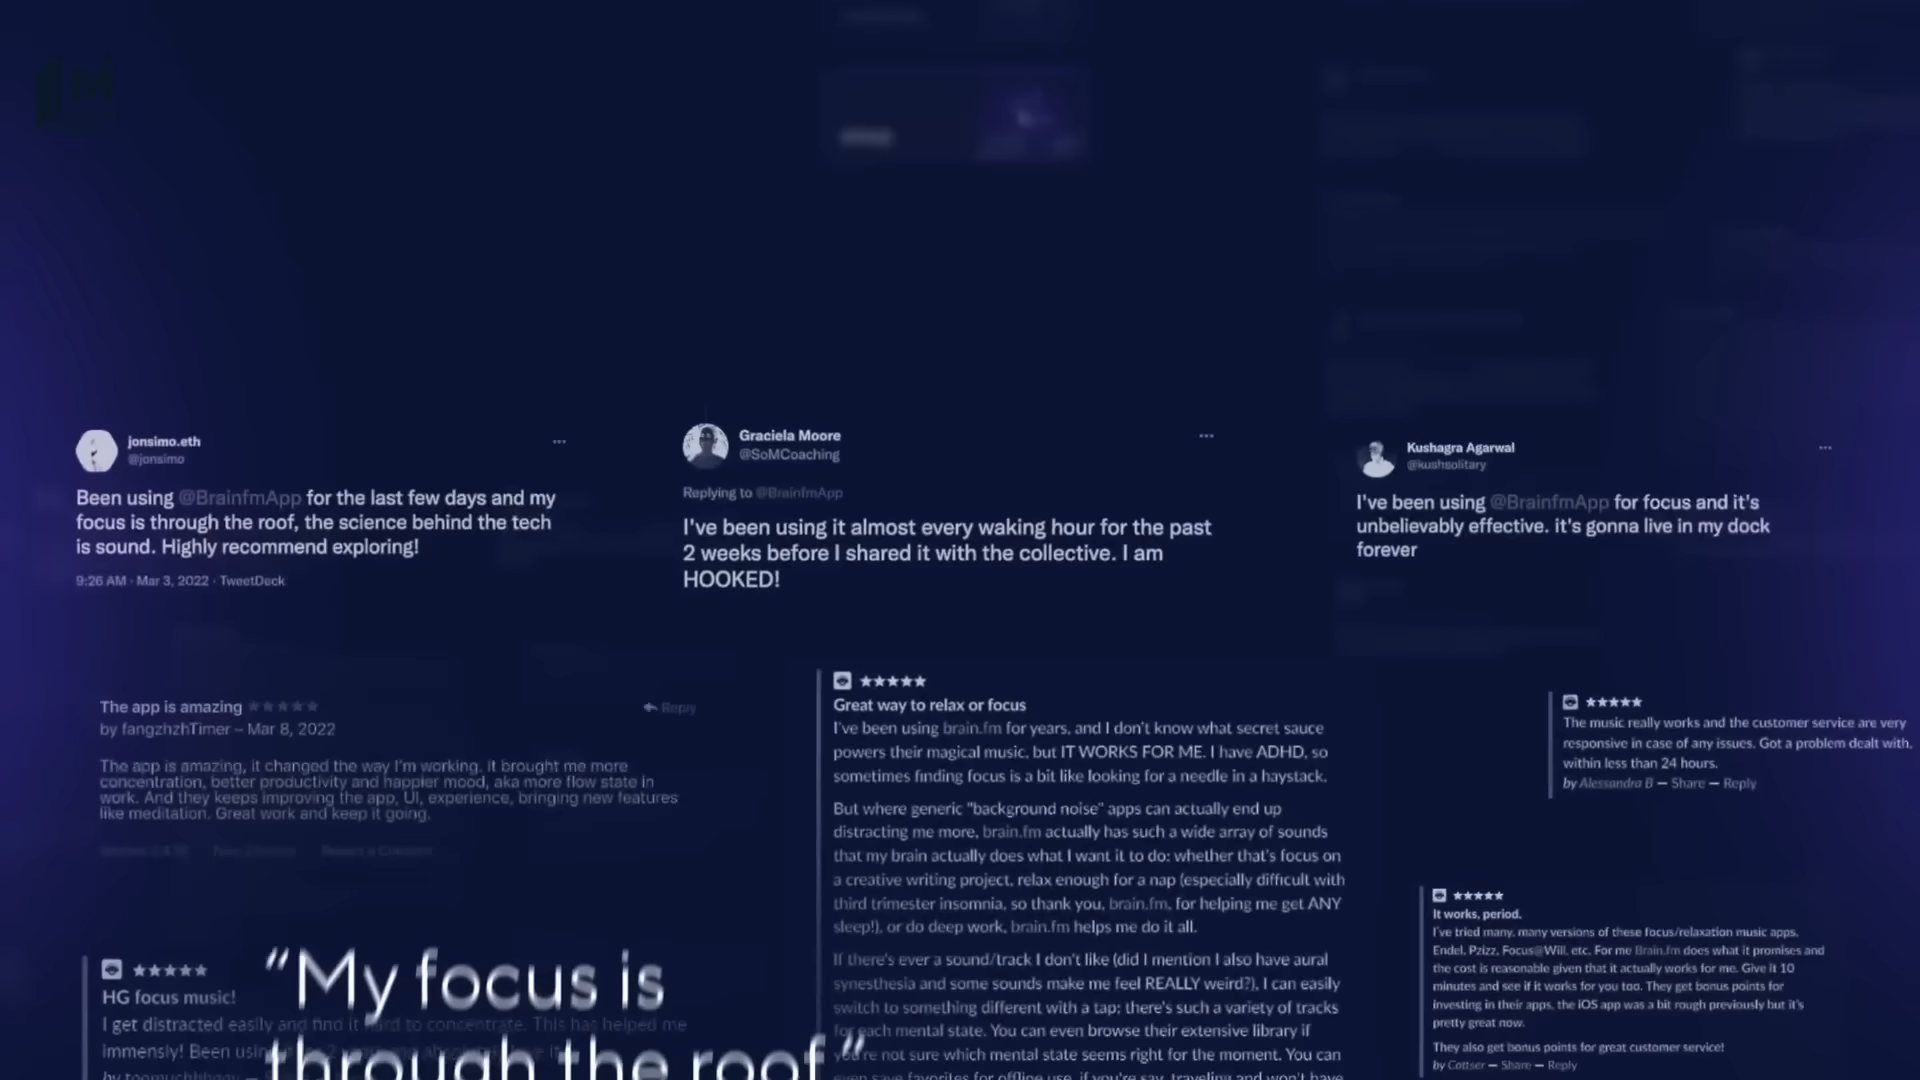 jonsimo.eth
@jonsimo
Been using @BrainfmApp for the last few days and my
focus is through the roof, the science behind the tech
is sound. Highly recommend exploring!
9:26 AM · Mar 3, 2022 · TweetDeck
Graciela Moore
@SoMCoaching
Replying to @BrainfmApp
I've been using it almost every waking hour for the past
2 weeks before I shared it with the collective. I am
HOOKED!
Kushagra Agarwal
@kushsolitary
I've been using @BrainfmApp for focus and it's
unbelievably effective. it's gonna live in my dock
forever
The app is amazing ★★★★★
Reply
by fangzhzhTimer – Mar 8, 2022
The app is amazing, it changed the way I'm working, it brought me more
concentration, better productivity and happier mood, aka more flow state in
work. And they keeps improving the app, UI, experience, bringing new features
like meditation. Great work and keep it going.
★★★★★
Great way to relax or focus
I've been using brain.fm for years, and I don't know what secret sauce
powers their magical music, but IT WORKS FOR ME. I have ADHD, so
sometimes finding focus is a bit like looking for a needle in a haystack.
But where generic "background noise" apps can actually end up
distracting me more, brain.fm actually has such a wide array of sounds
that my brain actually does what I want it to do: whether that's focus on
a creative writing project, relax enough for a nap (especially difficult with
third trimester insomnia, so thank you, brain.fm, for helping me get ANY
sleep!), or do deep work, brain.fm helps me do it all.
If there's ever a sound/track I don't like (did I mention I also have aural
synesthesia and some sounds make me feel REALLY weird?), I can easily
switch to something different with a tap; there's such a variety of tracks
for each mental state. You can even browse their extensive library if
you're not sure which mental state seems right for the moment. You can
even save favorites for offline use, if you're say, traveling and won't have
★★★★★
The music really works and the customer service are very
responsive in case of any issues. Got a problem dealt with,
within less than 24 hours.
by Alessandra B — Share — Reply
★★★★★
It works, period.
I've tried many, many versions of these focus/relaxation music apps.
Endel, Pzizz, Focus@Will, etc. For me Brain.fm does what it promises and
the cost is reasonable given that it actually works for me. Give it 10
minutes and see if it works for you too. They get bonus points for
investing in their apps, the iOS app was a bit rough previously but it's
pretty great now.
They also get bonus points for great customer service!
by Cottser — Share — Reply
★★★★★
HG focus music!
I get distracted easily and find it hard to concentrate. This has helped me
Immensly! Been using
“My focus is
through the roof”